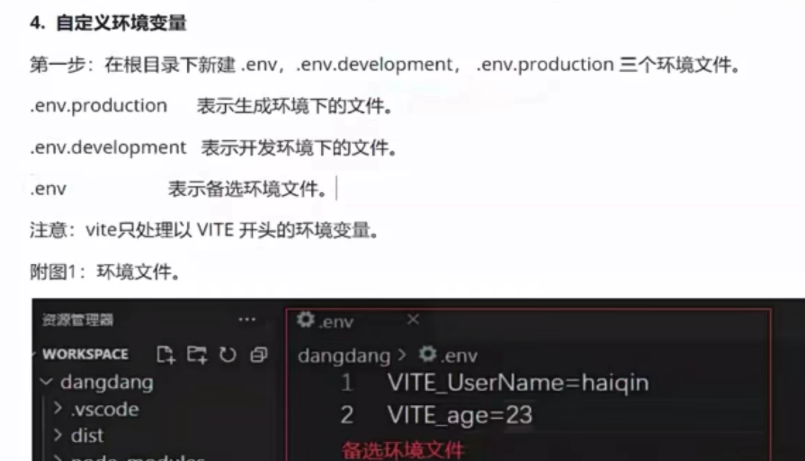 4. 自定义环境变量
第一步：在根目录下新建 .env，.env.development， .env.production 三个环境文件。
.env.production 表示生成环境下的文件。
.env.development 表示开发环境下的文件。
.env 表示备选环境文件。
注意：vite只处理以 VITE 开头的环境变量。
附图1：环境文件。
资源管理器 ···
WORKSPACE
dangdang
.vscode
dist
node_modules
.env ×
dangdang > .env
1 VITE_UserName=haiqin
2 VITE_age=23
备选环境文件